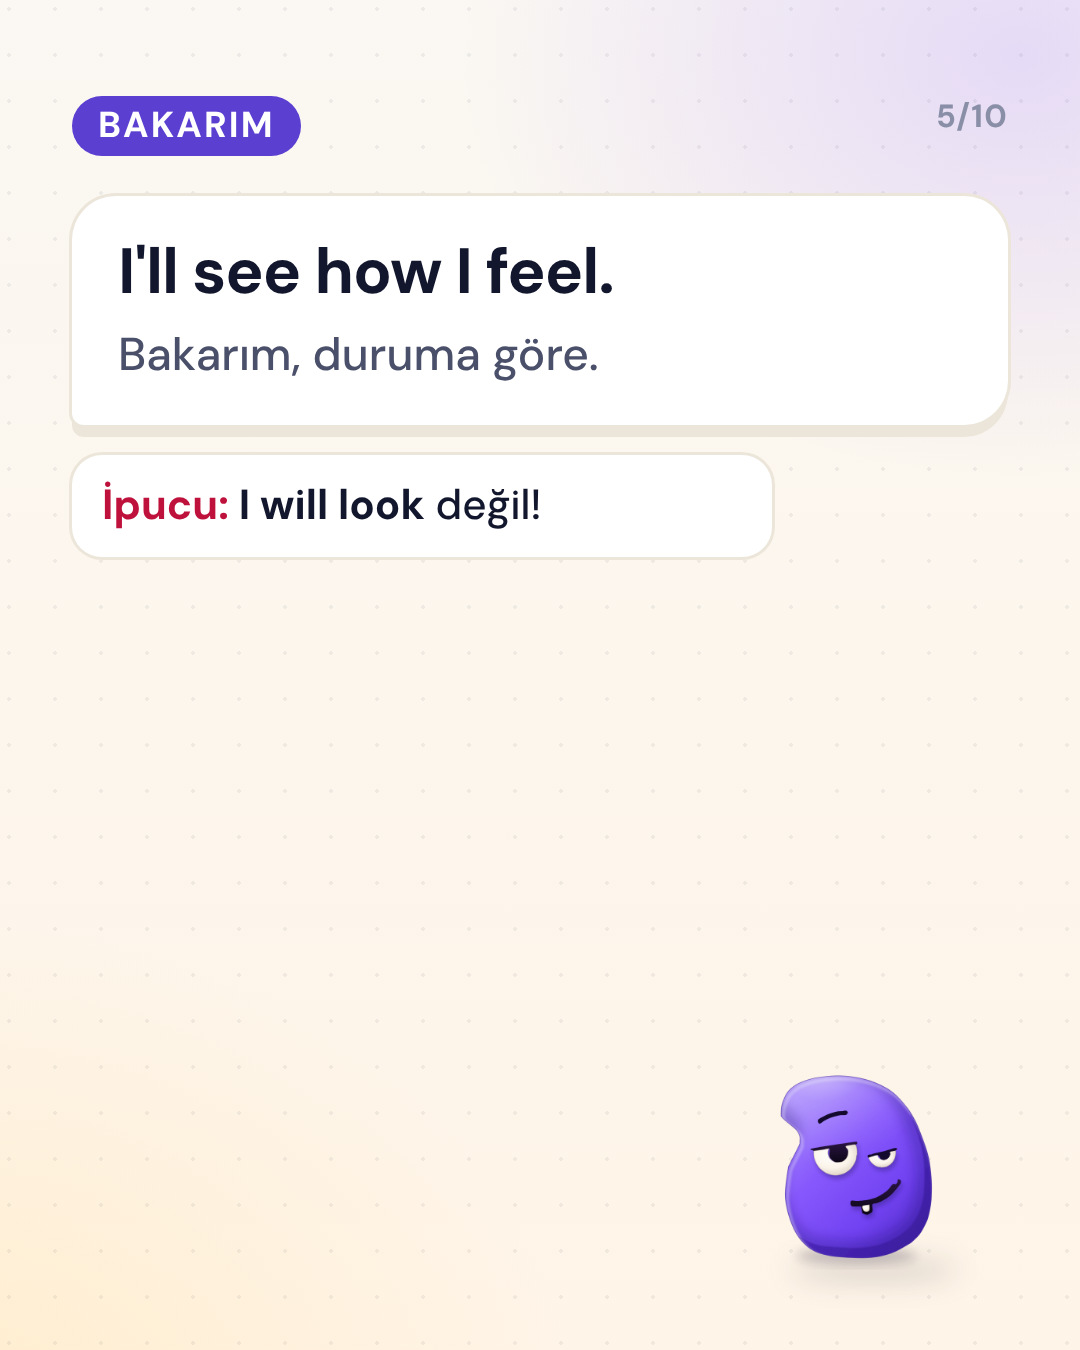 BAKARIM
5/10
I'll see how I feel.
Bakarım, duruma göre.
İpucu: I will look değil!